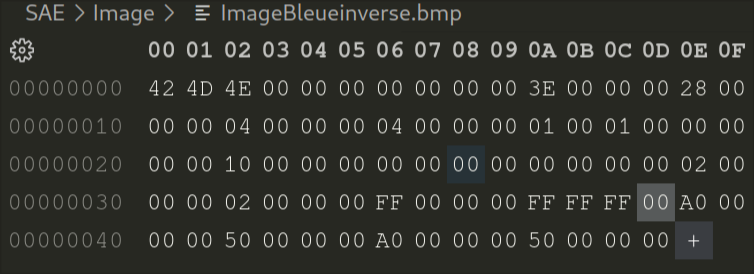 SAE > Image > ImageBleueinverse.bmp
00 01 02 03 04 05 06 07 08 09 0A 0B 0C 0D 0E 0F
00000000 42 4D 4E 00 00 00 00 00 00 00 3E 00 00 00 28 00
00000010 00 00 04 00 00 00 04 00 00 00 01 00 01 00 00 00
00000020 00 00 10 00 00 00 00 00 00 00 00 00 00 00 02 00
00000030 00 00 02 00 00 00 FF 00 00 00 FF FF FF 00 A0 00
00000040 00 00 50 00 00 00 A0 00 00 00 50 00 00 00 +